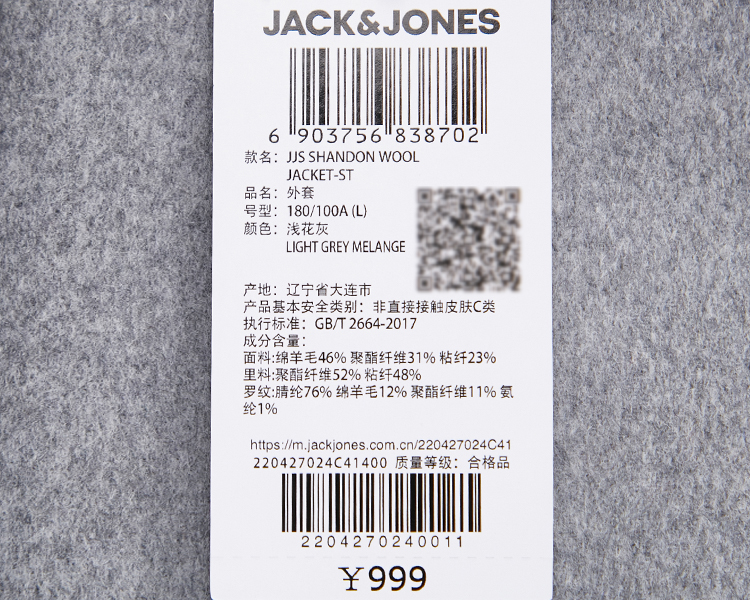 JACK&JONES
6 903756 838702
款名: JJS SHANDON WOOL
JACKET-ST
品名: 外套
号型: 180/100A (L)
颜色: 浅花灰
LIGHT GREY MELANGE
产地: 辽宁省大连市
产品基本安全类别: 非直接接触皮肤C类
执行标准: GB/T 2664-2017
成分含量:
面料:绵羊毛46% 聚酯纤维31% 粘纤23%
里料:聚酯纤维52% 粘纤48%
罗纹:腈纶76% 绵羊毛12% 聚酯纤维11% 氨
纶1%
https://m.jackjones.com.cn/220427024C41
220427024C41400 质量等级: 合格品
2204270240011
¥999